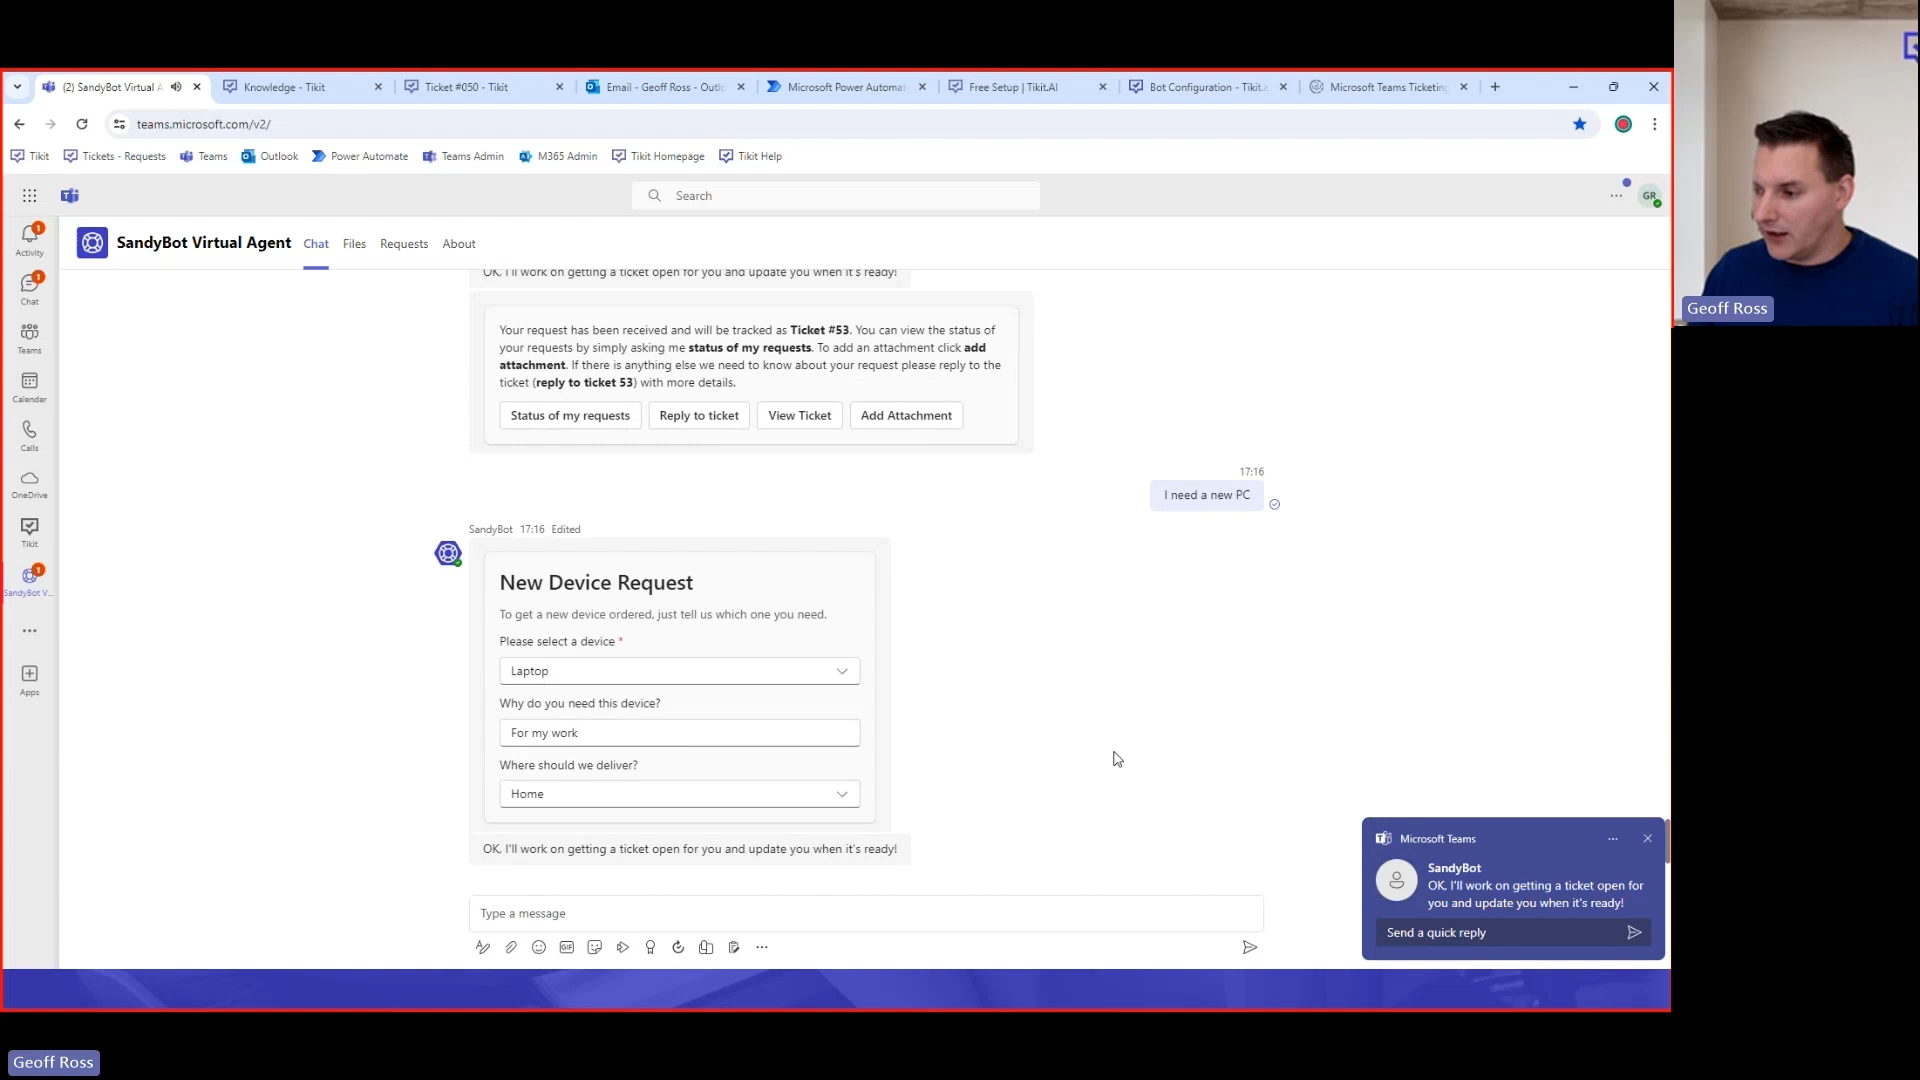 (2) SandyBot Virtual A
Knowledge - Tikit
Ticket #050 - Tikit
Email - Geoff Ross - Outlo
Microsoft Power Automat
Free Setup | Tikit.AI
Bot Configuration - Tikit.a
Microsoft Teams Ticketing
teams.microsoft.com/v2/
Tikit
Tickets - Requests
Teams
Outlook
Power Automate
Teams Admin
M365 Admin
Tikit Homepage
Tikit Help
Search
GR
Geoff Ross
SandyBot Virtual Agent
Chat
Files
Requests
About
1
Activity
1
Chat
Teams
Calendar
Calls
OneDrive
Tikit
1
SandyBot V...
Apps
OK, I'll work on getting a ticket open for you and update you when it's ready!
Your request has been received and will be tracked as Ticket #53. You can view the status of
your requests by simply asking me status of my requests. To add an attachment click add
attachment. If there is anything else we need to know about your request please reply to the
ticket (reply to ticket 53) with more details.
Status of my requests
Reply to ticket
View Ticket
Add Attachment
17:16
I need a new PC
SandyBot 17:16 Edited
New Device Request
To get a new device ordered, just tell us which one you need.
Please select a device *
Laptop
Why do you need this device?
For my work
Where should we deliver?
Home
OK, I'll work on getting a ticket open for you and update you when it's ready!
Type a message
GIF
Microsoft Teams
SandyBot
OK, I'll work on getting a ticket open for
you and update you when it's ready!
Send a quick reply
Geoff Ross